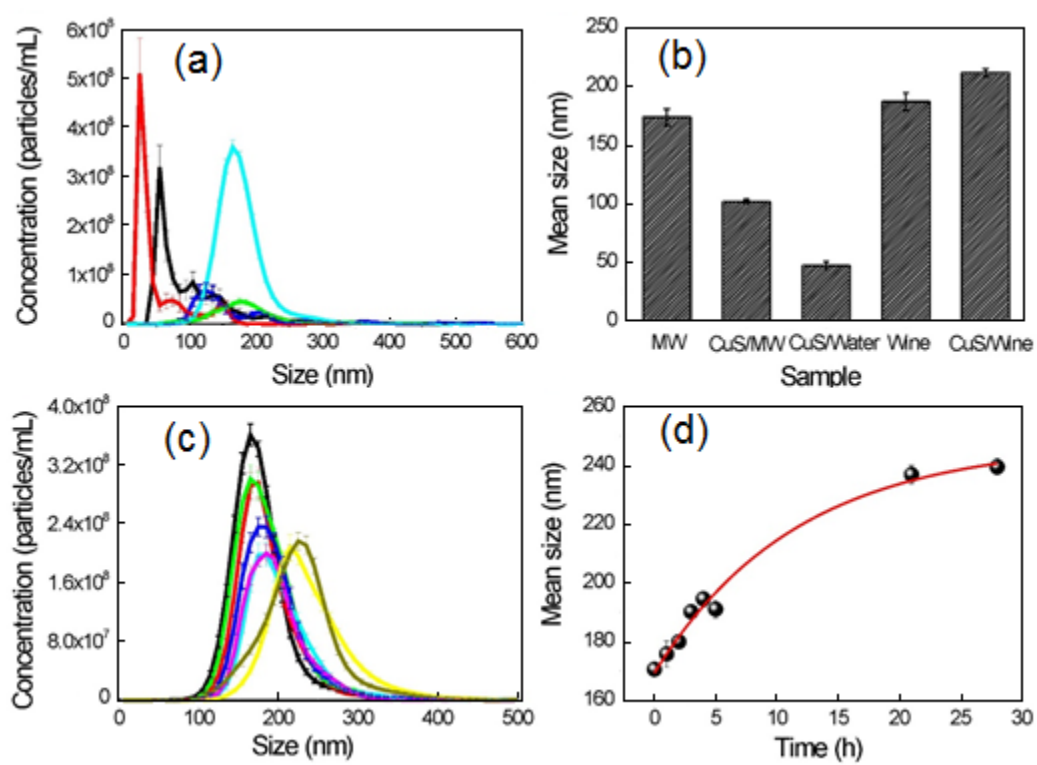 (a)
Concentration (particles/mL)
6x10⁸
5x10⁸
4x10⁸
3x10⁸
2x10⁸
1x10⁸
0
0 100 200 300 400 500 600
Size (nm)
(b)
Mean size (nm)
250
200
150
100
50
0
MW CuS/MW CuS/Water Wine CuS/Wine
Sample
(c)
Concentration (particles/mL)
4.0x10⁸
3.2x10⁸
2.4x10⁸
1.6x10⁸
8.0x10⁷
0
0 100 200 300 400 500
Size (nm)
(d)
Mean size (nm)
260
240
220
200
180
160
0 5 10 15 20 25 30
Time (h)